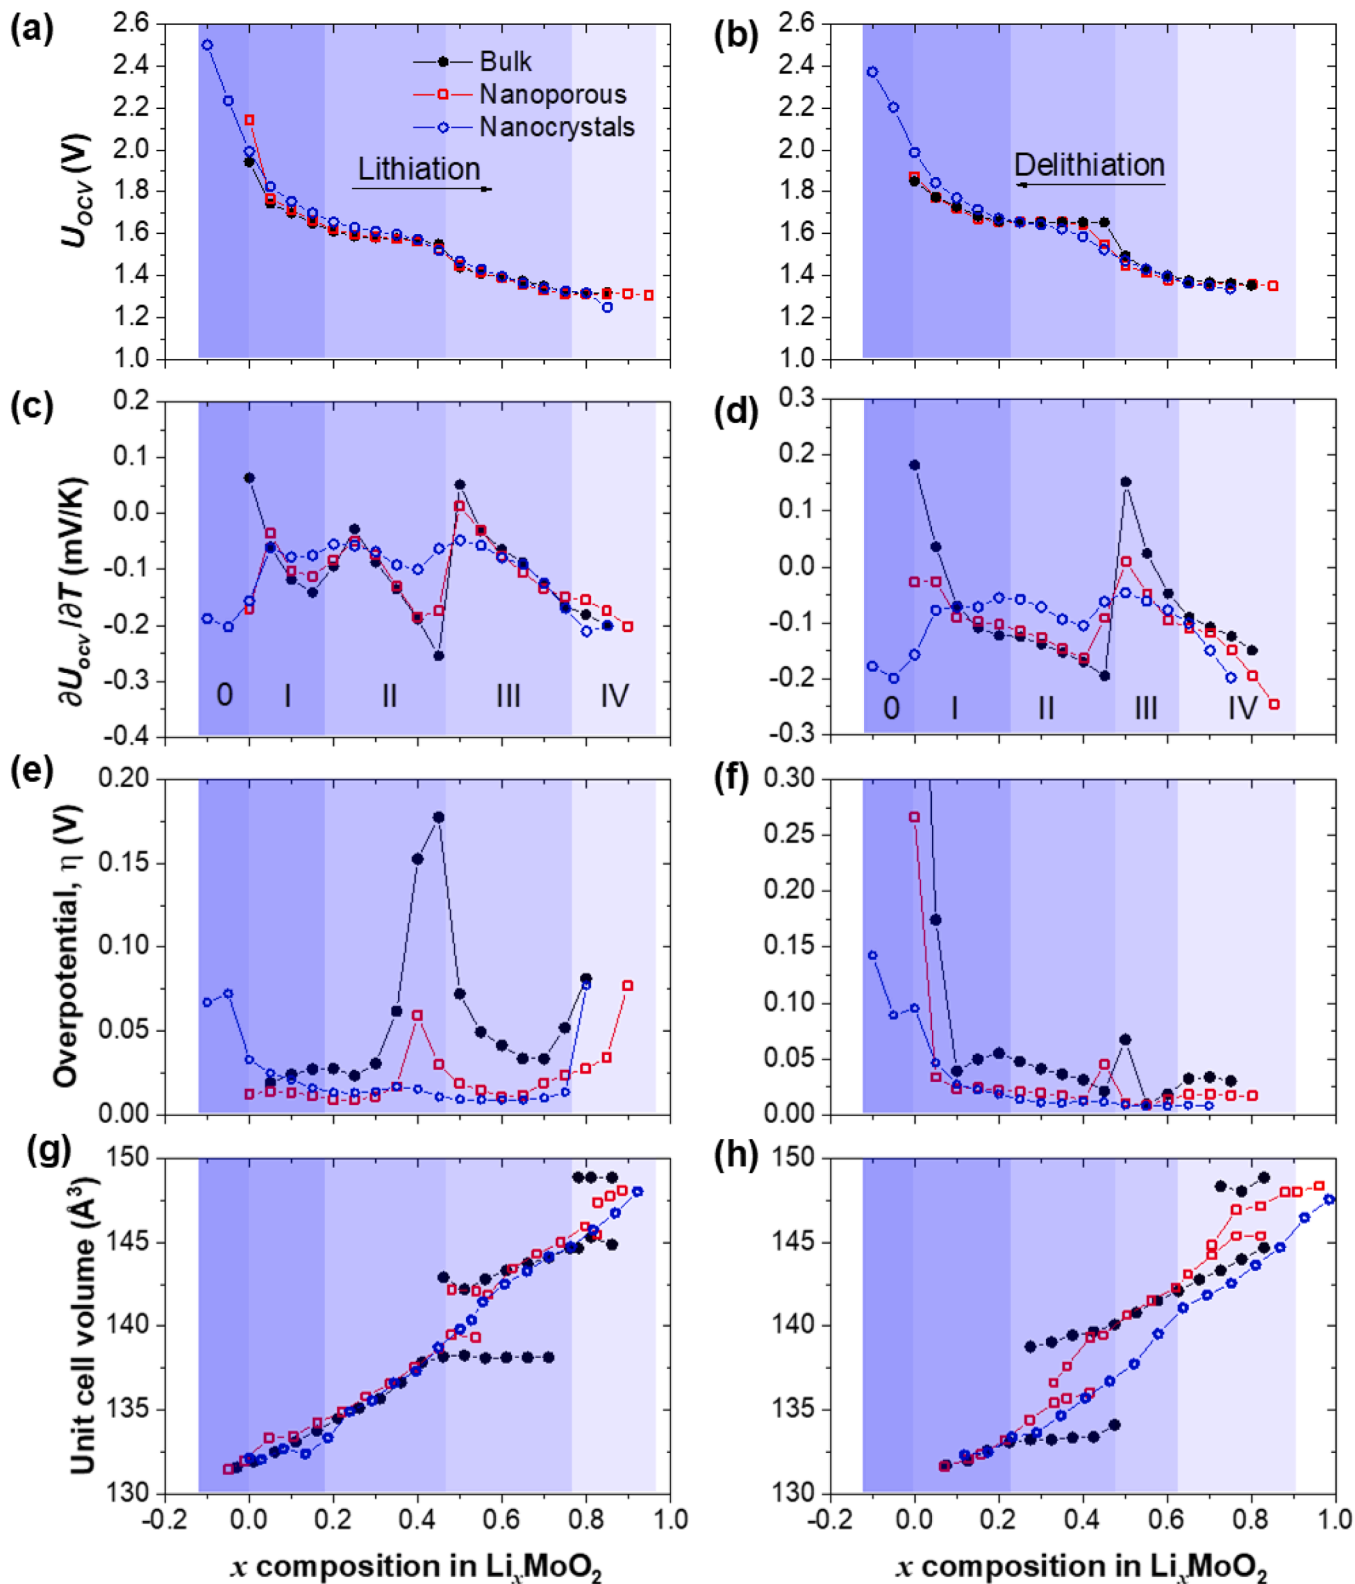 (a)
2.6
2.4
2.2
2.0
1.8
1.6
1.4
1.2
1.0
U_ocv (V)
Bulk
Nanoporous
Nanocrystals
Lithiation
(b)
2.6
2.4
2.2
2.0
1.8
1.6
1.4
1.2
1.0
Delithiation
(c)
0.2
0.1
0.0
-0.1
-0.2
-0.3
-0.4
∂U_ocv/∂T (mV/K)
0 I II III IV
(d)
0.3
0.2
0.1
0.0
-0.1
-0.2
-0.3
0 I II III IV
(e)
0.20
0.15
0.10
0.05
0.00
Overpotential, η (V)
(f)
0.30
0.25
0.20
0.15
0.10
0.05
0.00
(g)
150
145
140
135
130
Unit cell volume (Å³)
-0.2 0.0 0.2 0.4 0.6 0.8 1.0
x composition in LiₓMoO₂
(h)
150
145
140
135
130
-0.2 0.0 0.2 0.4 0.6 0.8 1.0
x composition in LiₓMoO₂